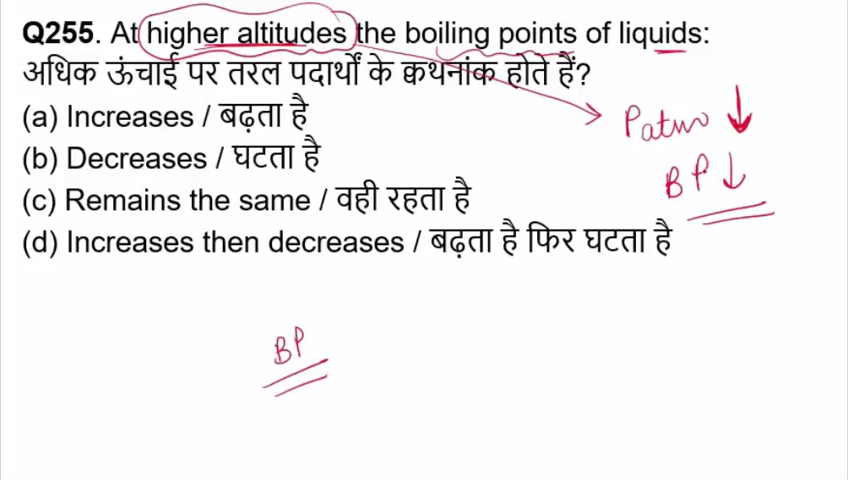 Q255. At higher altitudes the boiling points of liquids:
अधिक ऊंचाई पर तरल पदार्थों के क्वथनांक होते हैं?
(a) Increases / बढ़ता है
(b) Decreases / घटता है
(c) Remains the same / वही रहता है
(d) Increases then decreases / बढ़ता है फिर घटता है
Patm ↓
BP ↓
BP